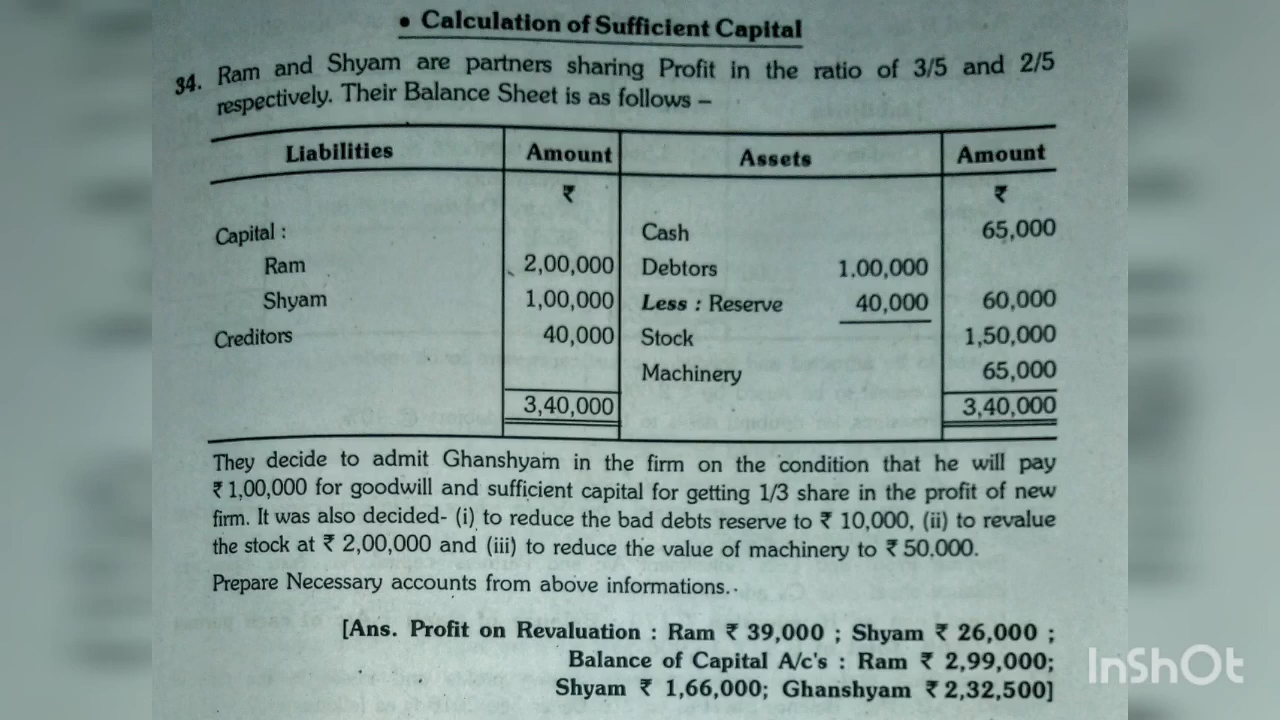 • Calculation of Sufficient Capital
34. Ram and Shyam are partners sharing Profit in the ratio of 3/5 and 2/5
respectively. Their Balance Sheet is as follows –
Liabilities Amount Assets Amount
₹ ₹
Capital : Cash 65,000
Ram 2,00,000 Debtors 1,00,000
Shyam 1,00,000 Less : Reserve 40,000 60,000
Creditors 40,000 Stock 1,50,000
Machinery 65,000
3,40,000 3,40,000
They decide to admit Ghanshyam in the firm on the condition that he will pay
₹ 1,00,000 for goodwill and sufficient capital for getting 1/3 share in the profit of new
firm. It was also decided- (i) to reduce the bad debts reserve to ₹ 10,000, (ii) to revalue
the stock at ₹ 2,00,000 and (iii) to reduce the value of machinery to ₹ 50.000.
Prepare Necessary accounts from above informations.
[Ans. Profit on Revaluation : Ram ₹ 39,000 ; Shyam ₹ 26,000 ;
Balance of Capital A/c's : Ram ₹ 2,99,000;
Shyam ₹ 1,66,000; Ghanshyam ₹ 2,32,500]
InShOt